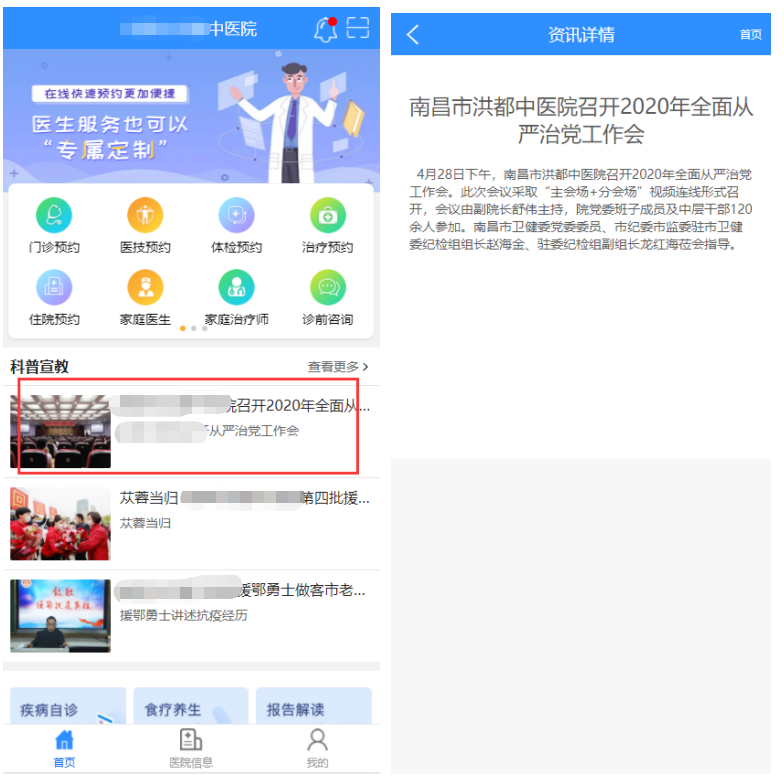 中医院
在线快速预约更加便捷
医生服务也可以
“专属定制”
门诊预约 医技预约 体检预约 治疗预约
住院预约 家庭医生 家庭治疗师 诊前咨询
科普宣教 查看更多 >
院召开2020年全面从...
开从严治党工作会
苁蓉当归 第四批援...
苁蓉当归
援鄂勇士做客市老...
援鄂勇士讲述抗疫经历
疾病自诊 食疗养生 报告解读
首页 医院信息 我的
资讯详情 首页
南昌市洪都中医院召开2020年全面从
严治党工作会
4月28日下午，南昌市洪都中医院召开2020年全面从严治党
工作会。此次会议采取“主会场+分会场”视频连线形式召
开，会议由副院长舒伟主持，院党委班子成员及中层干部120
余人参加。南昌市卫健委党委委员、市纪委市监委驻市卫健
委纪检组组长赵海金、驻委纪检组副组长龙红海莅会指导。